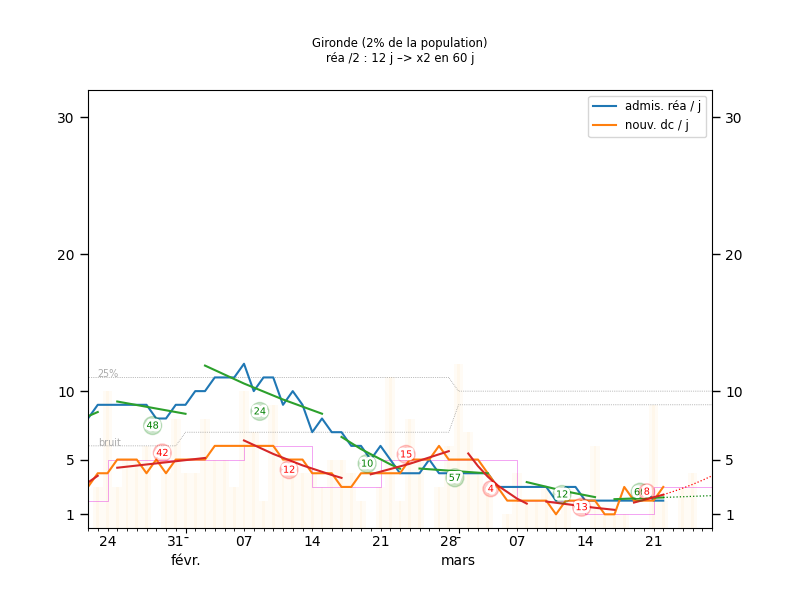 Gironde (2% de la population)
réa /2 : 12 j –> x2 en 60 j
admis. réa / j
nouv. dc / j
30 30
20 20
25%
10 10
24
48
bruit
42
12
10
15
57
5 5
4
12
13
8
1 1
24 31 07 14 21 28 07 14 21
févr. mars